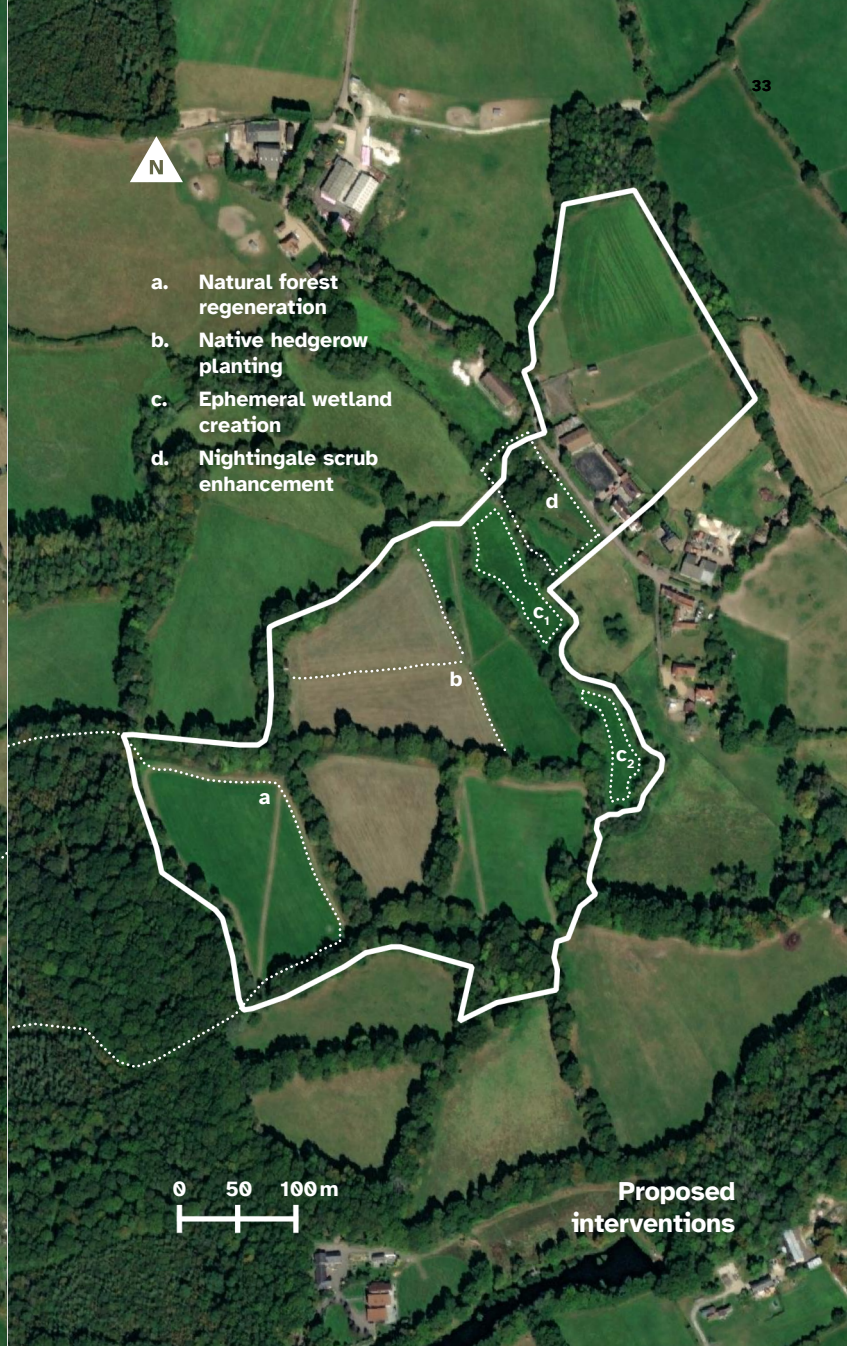 33
N
a. Natural forest
regeneration
b. Native hedgerow
planting
c. Ephemeral wetland
creation
d. Nightingale scrub
enhancement
d
c1
b
c2
a
0 50 100 m
Proposed
interventions